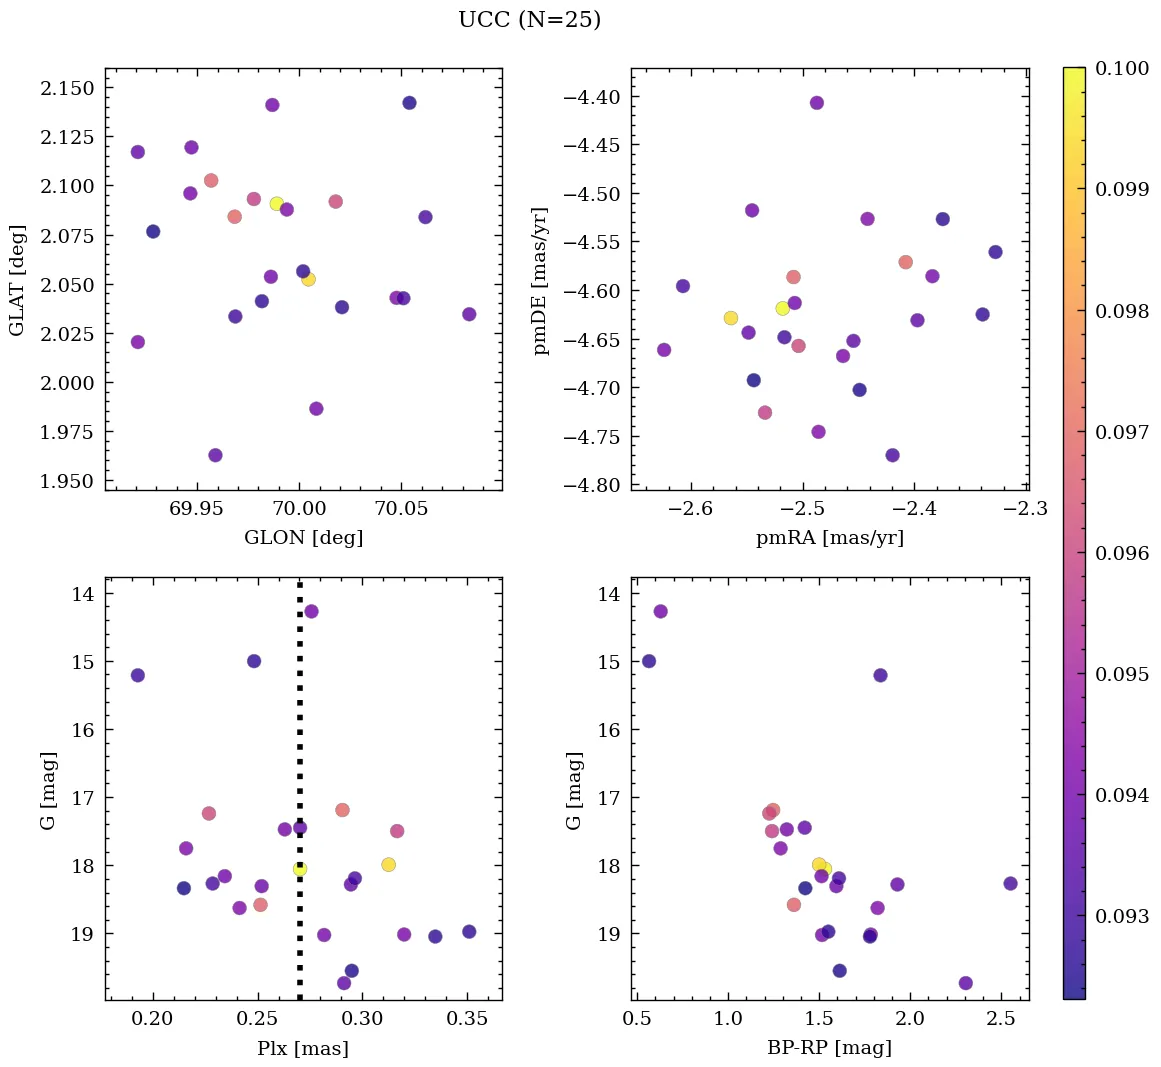 UCC (N=25)
2.150
2.125
2.100
2.075
2.050
2.025
2.000
1.975
1.950
GLAT [deg]
69.95 70.00 70.05
GLON [deg]
−4.40
−4.45
−4.50
−4.55
−4.60
−4.65
−4.70
−4.75
−4.80
pmDE [mas/yr]
−2.6 −2.5 −2.4 −2.3
pmRA [mas/yr]
14
15
16
17
18
19
G [mag]
0.20 0.25 0.30 0.35
Plx [mas]
14
15
16
17
18
19
G [mag]
0.5 1.0 1.5 2.0 2.5
BP-RP [mag]
0.100
0.099
0.098
0.097
0.096
0.095
0.094
0.093